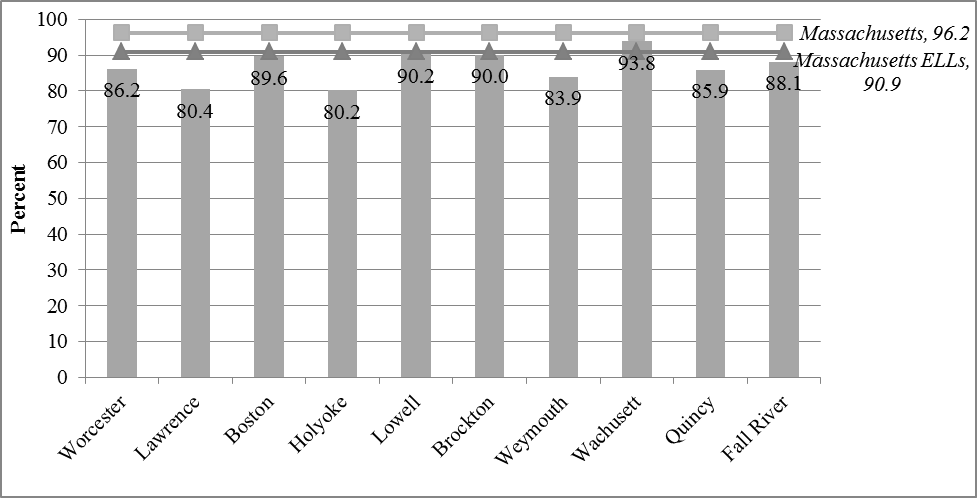 100
90
80
70
60
50
40
30
20
10
0
Percent
Massachusetts, 96.2
Massachusetts ELLs,
90.9
86.2
80.4
89.6
80.2
90.2
90.0
83.9
93.8
85.9
88.1
Worcester
Lawrence
Boston
Holyoke
Lowell
Brockton
Weymouth
Wachusett
Quincy
Fall River